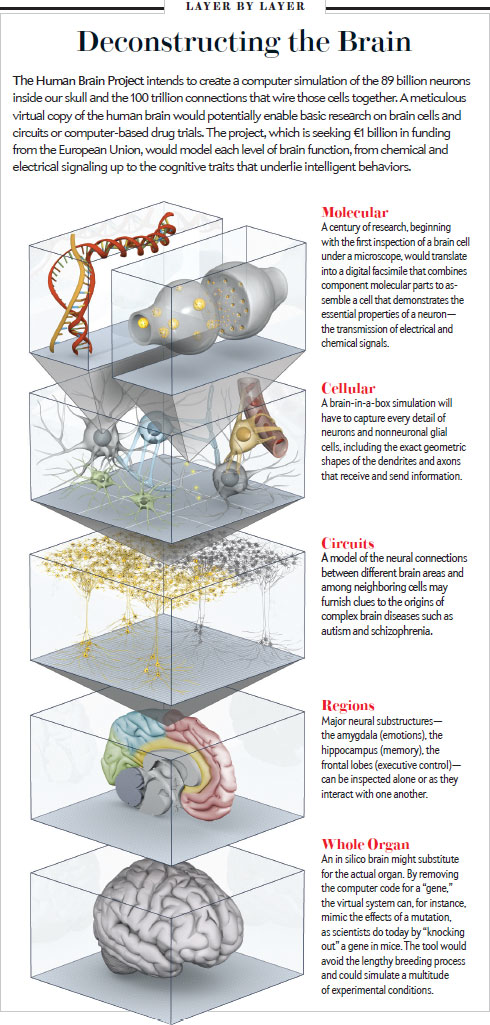 LAYER BY LAYER
Deconstructing the Brain
The Human Brain Project intends to create a computer simulation of the 89 billion neurons
inside our skull and the 100 trillion connections that wire those cells together. A meticulous
virtual copy of the human brain would potentially enable basic research on brain cells and
circuits or computer-based drug trials. The project, which is seeking €1 billion in funding
from the European Union, would model each level of brain function, from chemical and
electrical signaling up to the cognitive traits that underlie intelligent behaviors.
Molecular
A century of research, beginning
with the first inspection of a brain cell
under a microscope, would translate
into a digital facsimile that combines
component molecular parts to as-
semble a cell that demonstrates the
essential properties of a neuron—
the transmission of electrical and
chemical signals.
Cellular
A brain-in-a-box simulation will
have to capture every detail of
neurons and nonneuronal glial
cells, including the exact geometric
shapes of the dendrites and axons
that receive and send information.
Circuits
A model of the neural connections
between different brain areas and
among neighboring cells may
furnish clues to the origins of
complex brain diseases such as
autism and schizophrenia.
Regions
Major neural substructures—
the amygdala (emotions), the
hippocampus (memory), the
frontal lobes (executive control)—
can be inspected alone or as they
interact with one another.
Whole Organ
An in silico brain might substitute
for the actual organ. By removing
the computer code for a “gene,”
the virtual system can, for instance,
mimic the effects of a mutation,
as scientists do today by “knocking
out” a gene in mice. The tool would
avoid the lengthy breeding process
and could simulate a multitude
of experimental conditions.